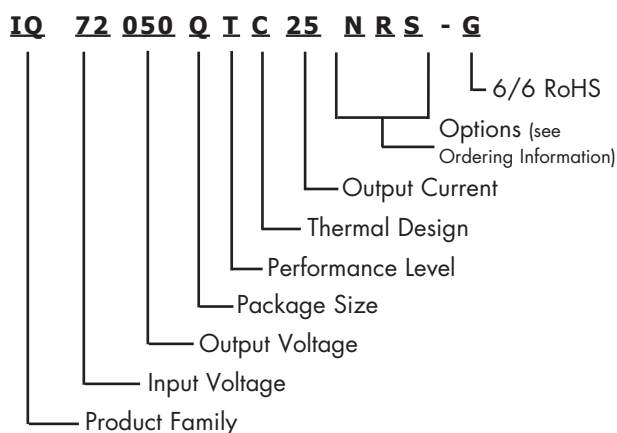 IQ 72 050 Q T C 25 N R S - G
6/6 RoHS
Options (see
Ordering Information)
Output Current
Thermal Design
Performance Level
Package Size
Output Voltage
Input Voltage
Product Family